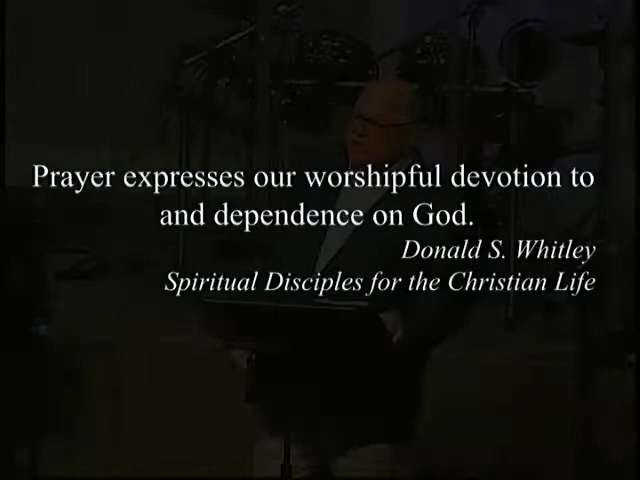 Prayer expresses our worshipful devotion to
and dependence on God.
Donald S. Whitley
Spiritual Disciples for the Christian Life